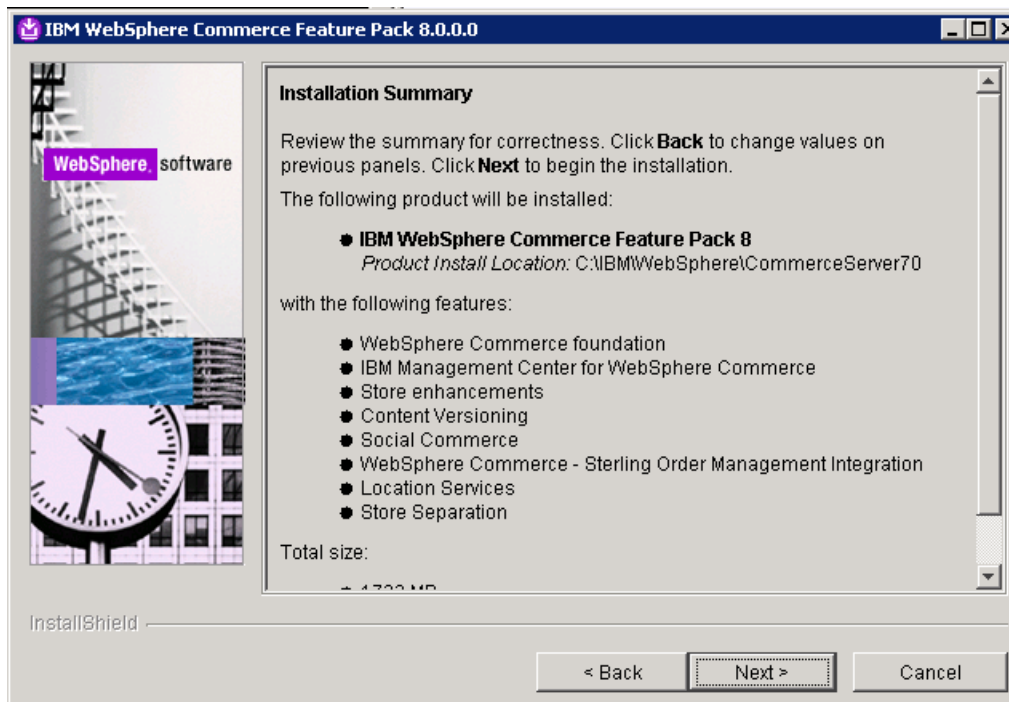 IBM WebSphere Commerce Feature Pack 8.0.0.0
WebSphere. software
Installation Summary
Review the summary for correctness. Click Back to change values on
previous panels. Click Next to begin the installation.
The following product will be installed:
IBM WebSphere Commerce Feature Pack 8
Product Install Location: C:\IBM\WebSphere\CommerceServer70
with the following features:
WebSphere Commerce foundation
IBM Management Center for WebSphere Commerce
Store enhancements
Content Versioning
Social Commerce
WebSphere Commerce - Sterling Order Management Integration
Location Services
Store Separation
Total size:
InstallShield
< Back
Next >
Cancel